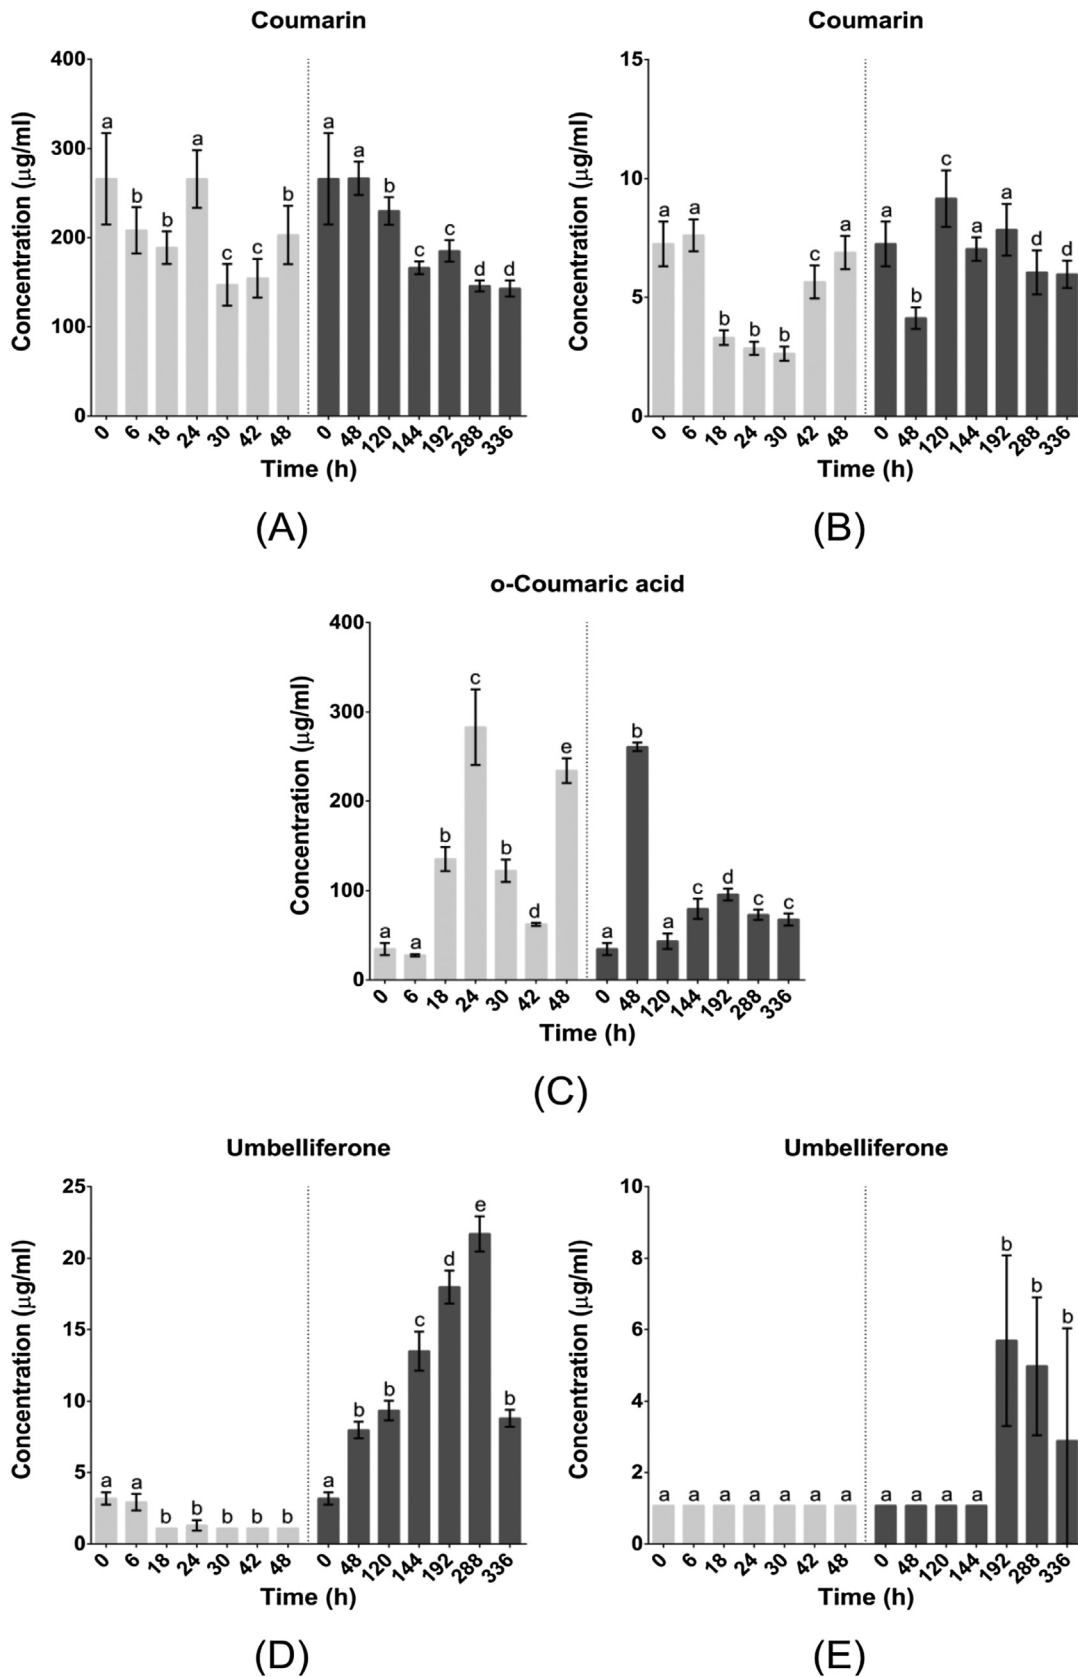 Coumarin
400
300
200
100
0
Concentration (µg/ml)
a b b a c c b a a b c c d d
0 6 18 24 30 42 48 0 48 120 144 192 288 336
Time (h)
(A)
Coumarin
15
10
5
0
Concentration (µg/ml)
a a b b b c a a b c a a d d
0 6 18 24 30 42 48 0 48 120 144 192 288 336
Time (h)
(B)
o-Coumaric acid
400
300
200
100
0
Concentration (µg/ml)
a a b c b d e a b a c d c c
0 6 18 24 30 42 48 0 48 120 144 192 288 336
Time (h)
(C)
Umbelliferone
25
20
15
10
5
0
Concentration (µg/ml)
a a b b b b b a b b c d e b
0 6 18 24 30 42 48 0 48 120 144 192 288 336
Time (h)
(D)
Umbelliferone
10
8
6
4
2
0
Concentration (µg/ml)
a a a a a a a a a a a b b b
0 6 18 24 30 42 48 0 48 120 144 192 288 336
Time (h)
(E)